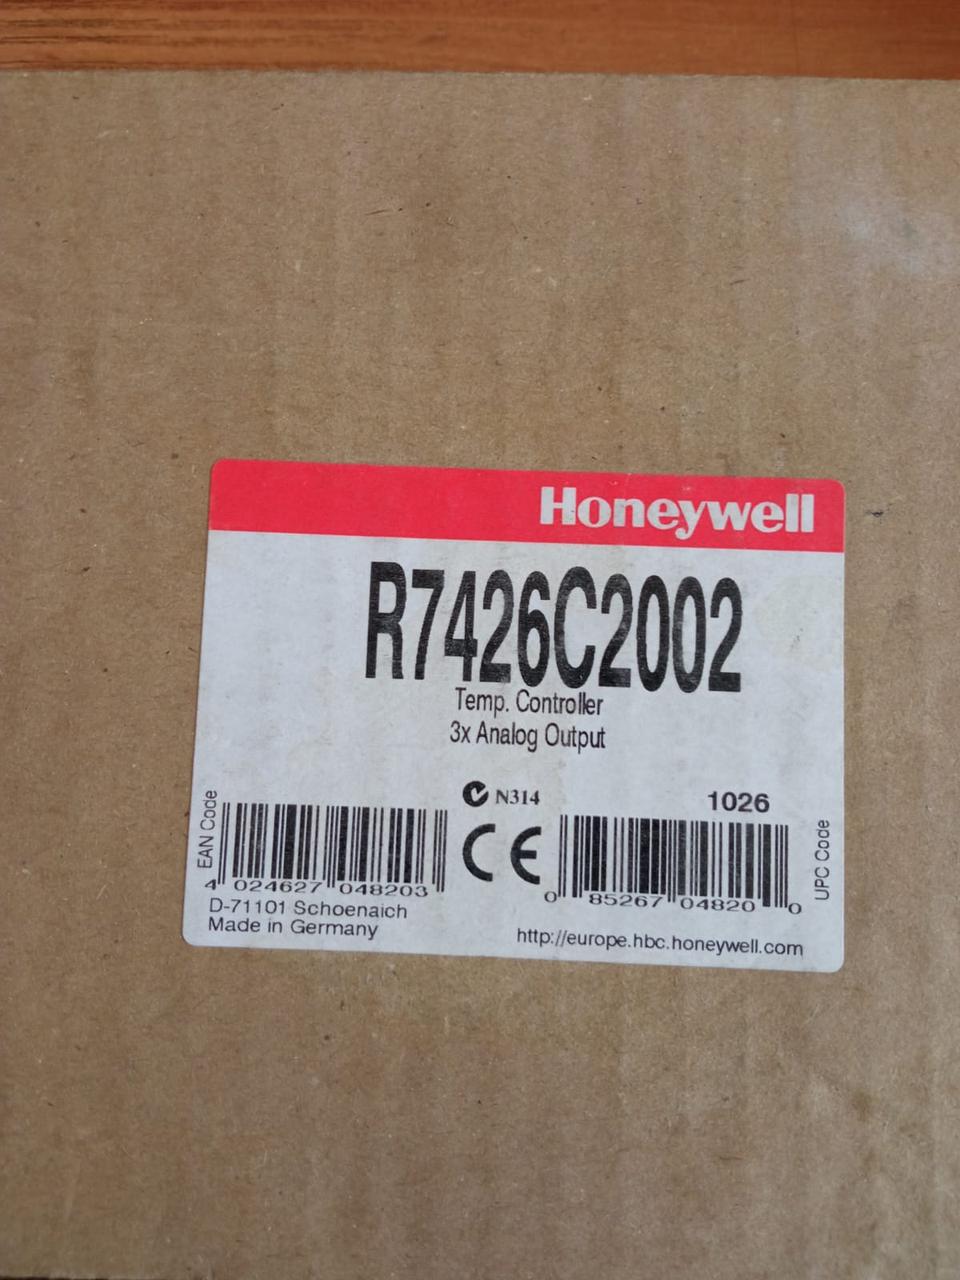 Honeywell
R7426C2002
Temp. Controller
3x Analog Output
N314
1026
EAN Code
4 024627 048203
CE
0 85267 04820 0
UPC Code
D-71101 Schoenaich
Made in Germany
http://europe.hbc.honeywell.com